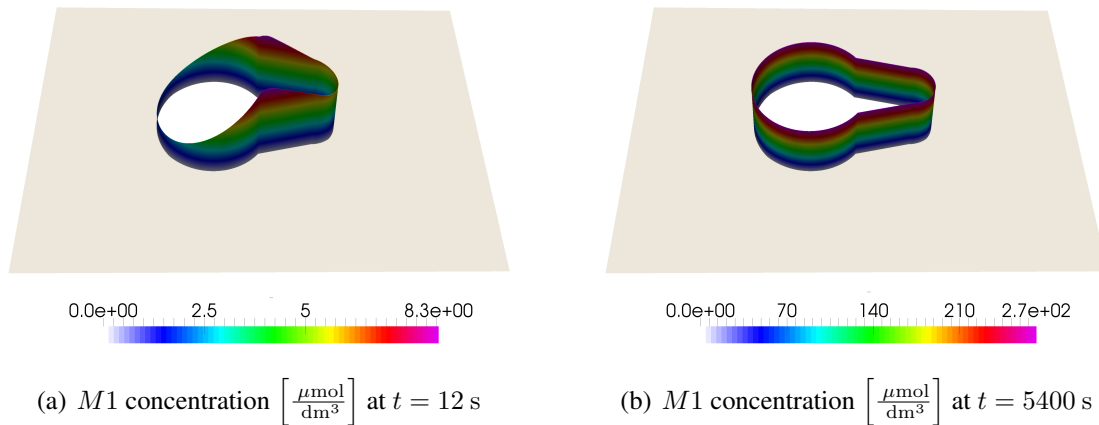 0.0e+00 2.5 5 8.3e+00
0.0e+00 70 140 210 2.7e+02
(a) M1 concentration [μmol/dm³] at t = 12 s
(b) M1 concentration [μmol/dm³] at t = 5400 s